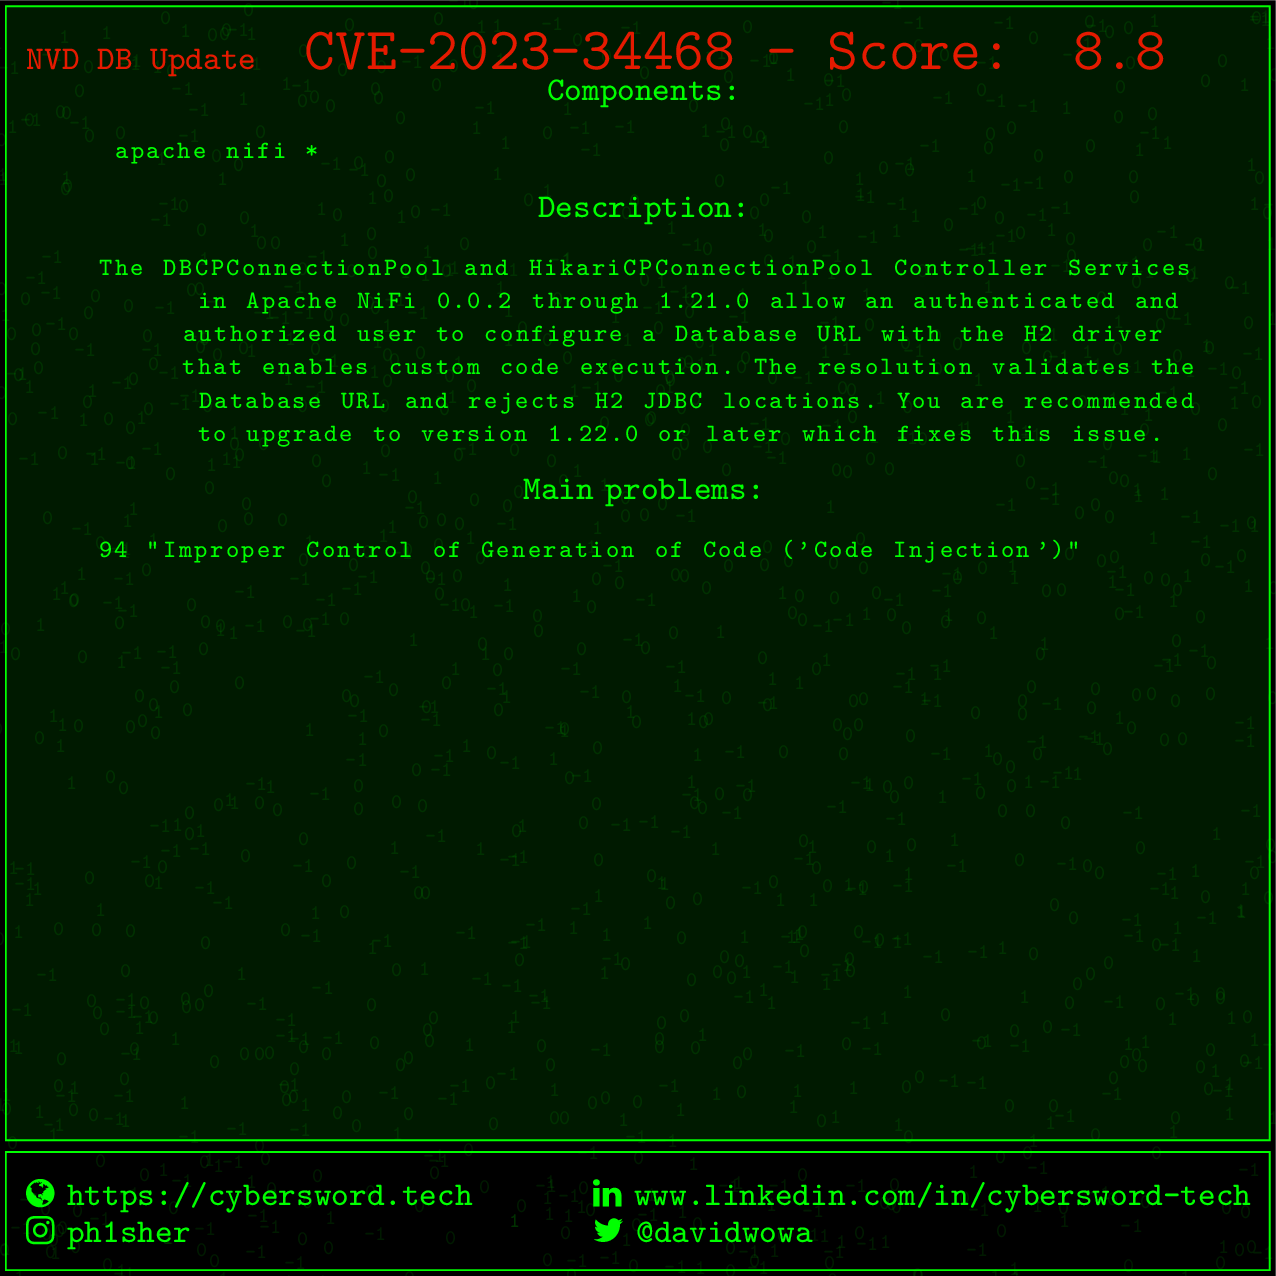 NVD DB Update CVE-2023-34468 - Score: 8.8
Components:
apache nifi *
Description:
The DBCPConnectionPool and HikariCPConnectionPool Controller Services
in Apache NiFi 0.0.2 through 1.21.0 allow an authenticated and
authorized user to configure a Database URL with the H2 driver
that enables custom code execution. The resolution validates the
Database URL and rejects H2 JDBC locations. You are recommended
to upgrade to version 1.22.0 or later which fixes this issue.
Main problems:
94 "Improper Control of Generation of Code ('Code Injection')"
https://cybersword.tech
www.linkedin.com/in/cybersword-tech
ph1sher
@davidwowa